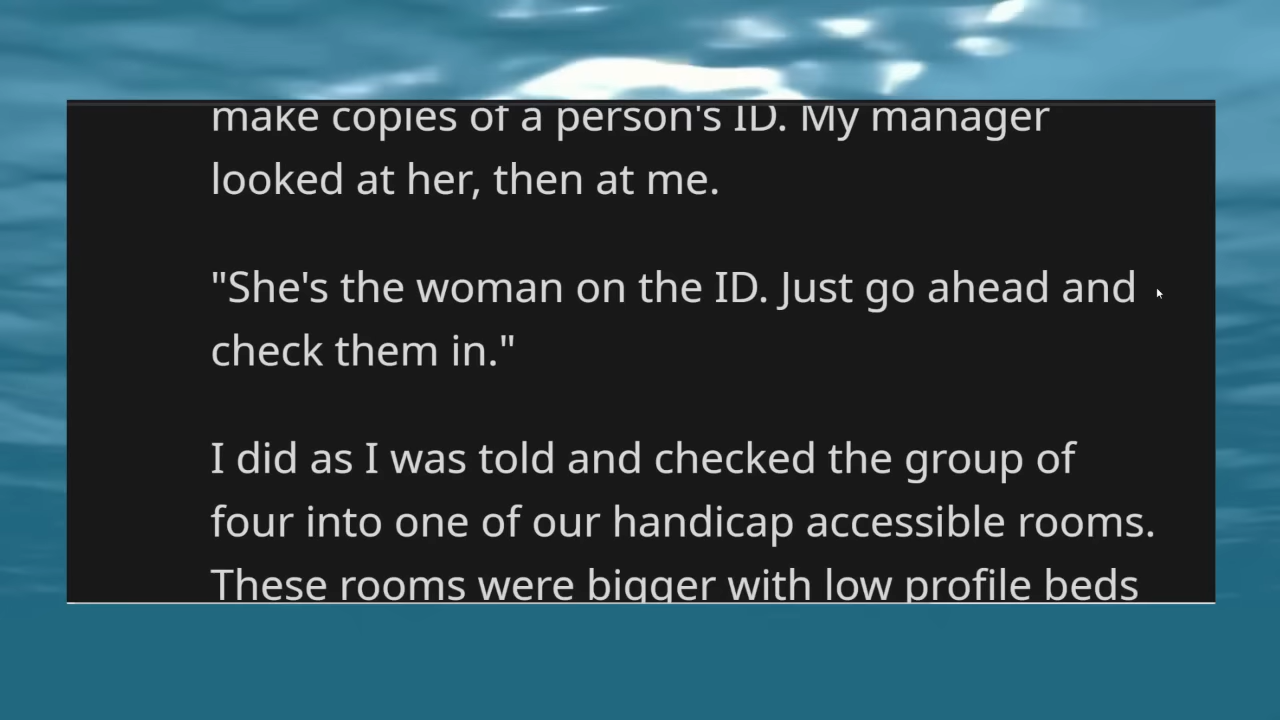 make copies of a person's ID. My manager
looked at her, then at me.
"She's the woman on the ID. Just go ahead and
check them in."
I did as I was told and checked the group of
four into one of our handicap accessible rooms.
These rooms were bigger with low profile beds